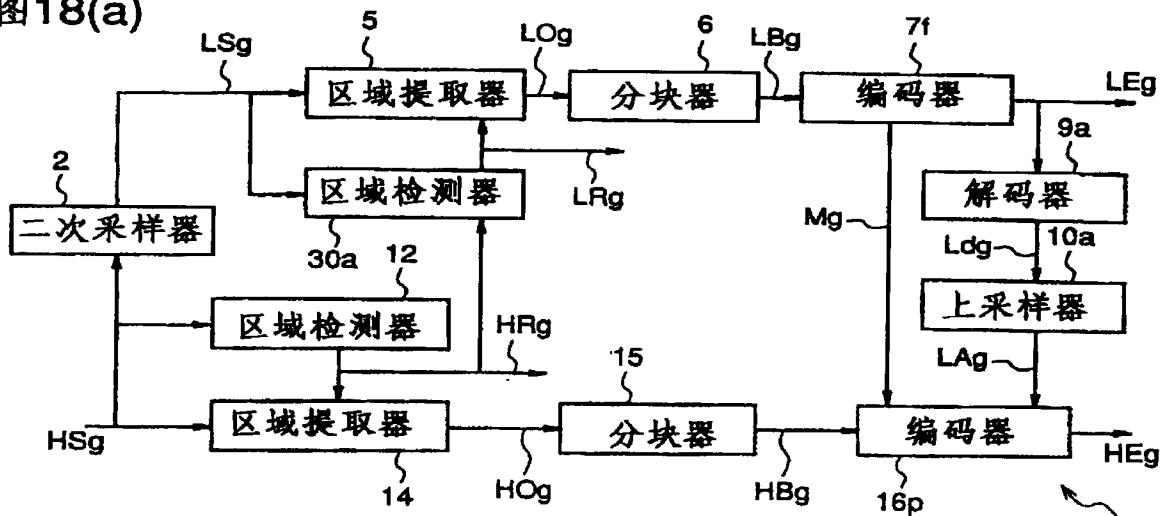 图18(a)
5
LOg
6
LBg
7f
LSg
区域提取器
分块器
编码器
LEg
9a
2
区域检测器
LRg
解码器
二次采样器
Mg
30a
12
Ldg
10a
区域检测器
HRg
上采样器
15
LAg
HSg
区域提取器
分块器
编码器
14
HOg
HBg
16p
HEg